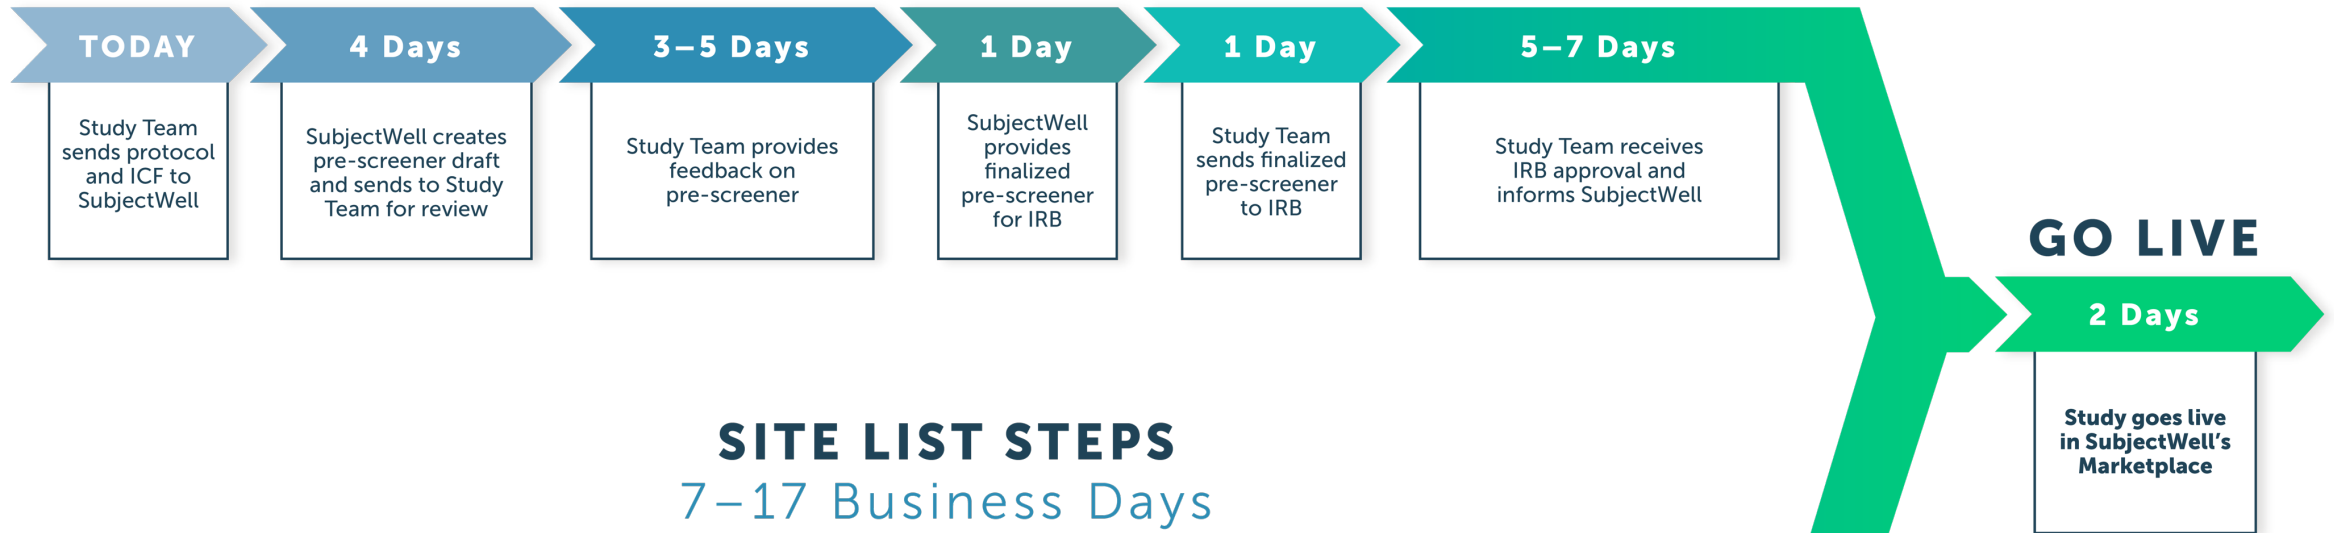 TODAY
Study Team
sends protocol
and ICF to
SubjectWell
4 Days
SubjectWell creates
pre-screener draft
and sends to Study
Team for review
3–5 Days
Study Team provides
feedback on
pre-screener
1 Day
SubjectWell
provides
finalized
pre-screener
for IRB
1 Day
Study Team
sends finalized
pre-screener
to IRB
5–7 Days
Study Team receives
IRB approval and
informs SubjectWell
GO LIVE
2 Days
Study goes live
in SubjectWell’s
Marketplace
SITE LIST STEPS
7–17 Business Days